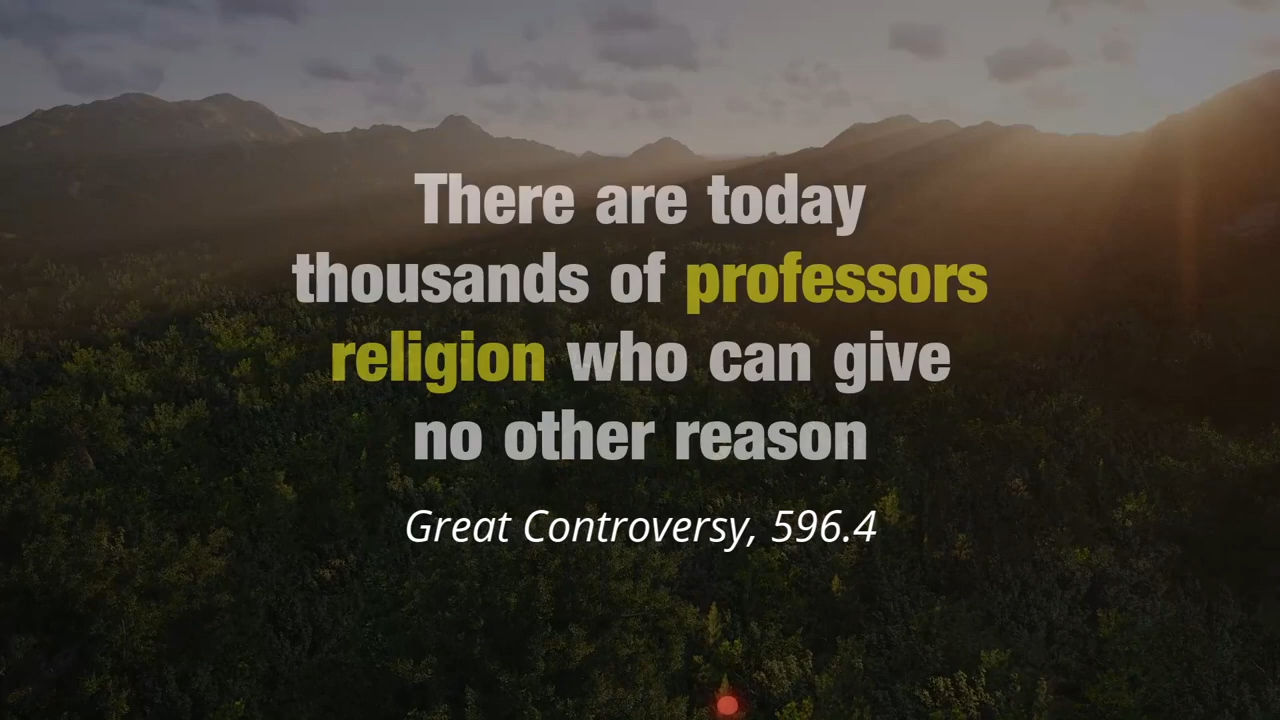 There are today
thousands of professors
religion who can give
no other reason
Great Controversy, 596.4